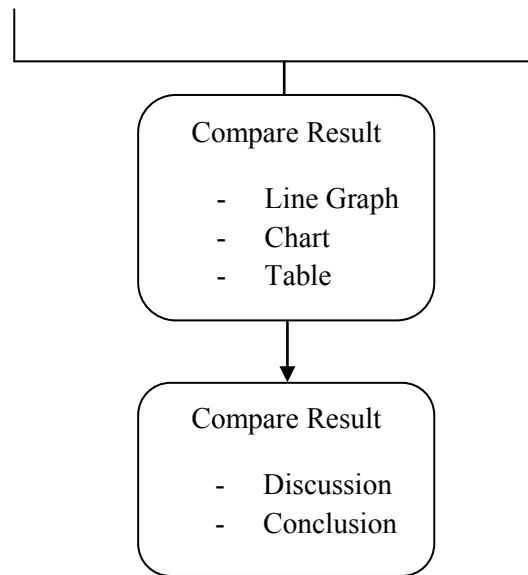 Compare Result
- Line Graph
- Chart
- Table
Compare Result
- Discussion
- Conclusion